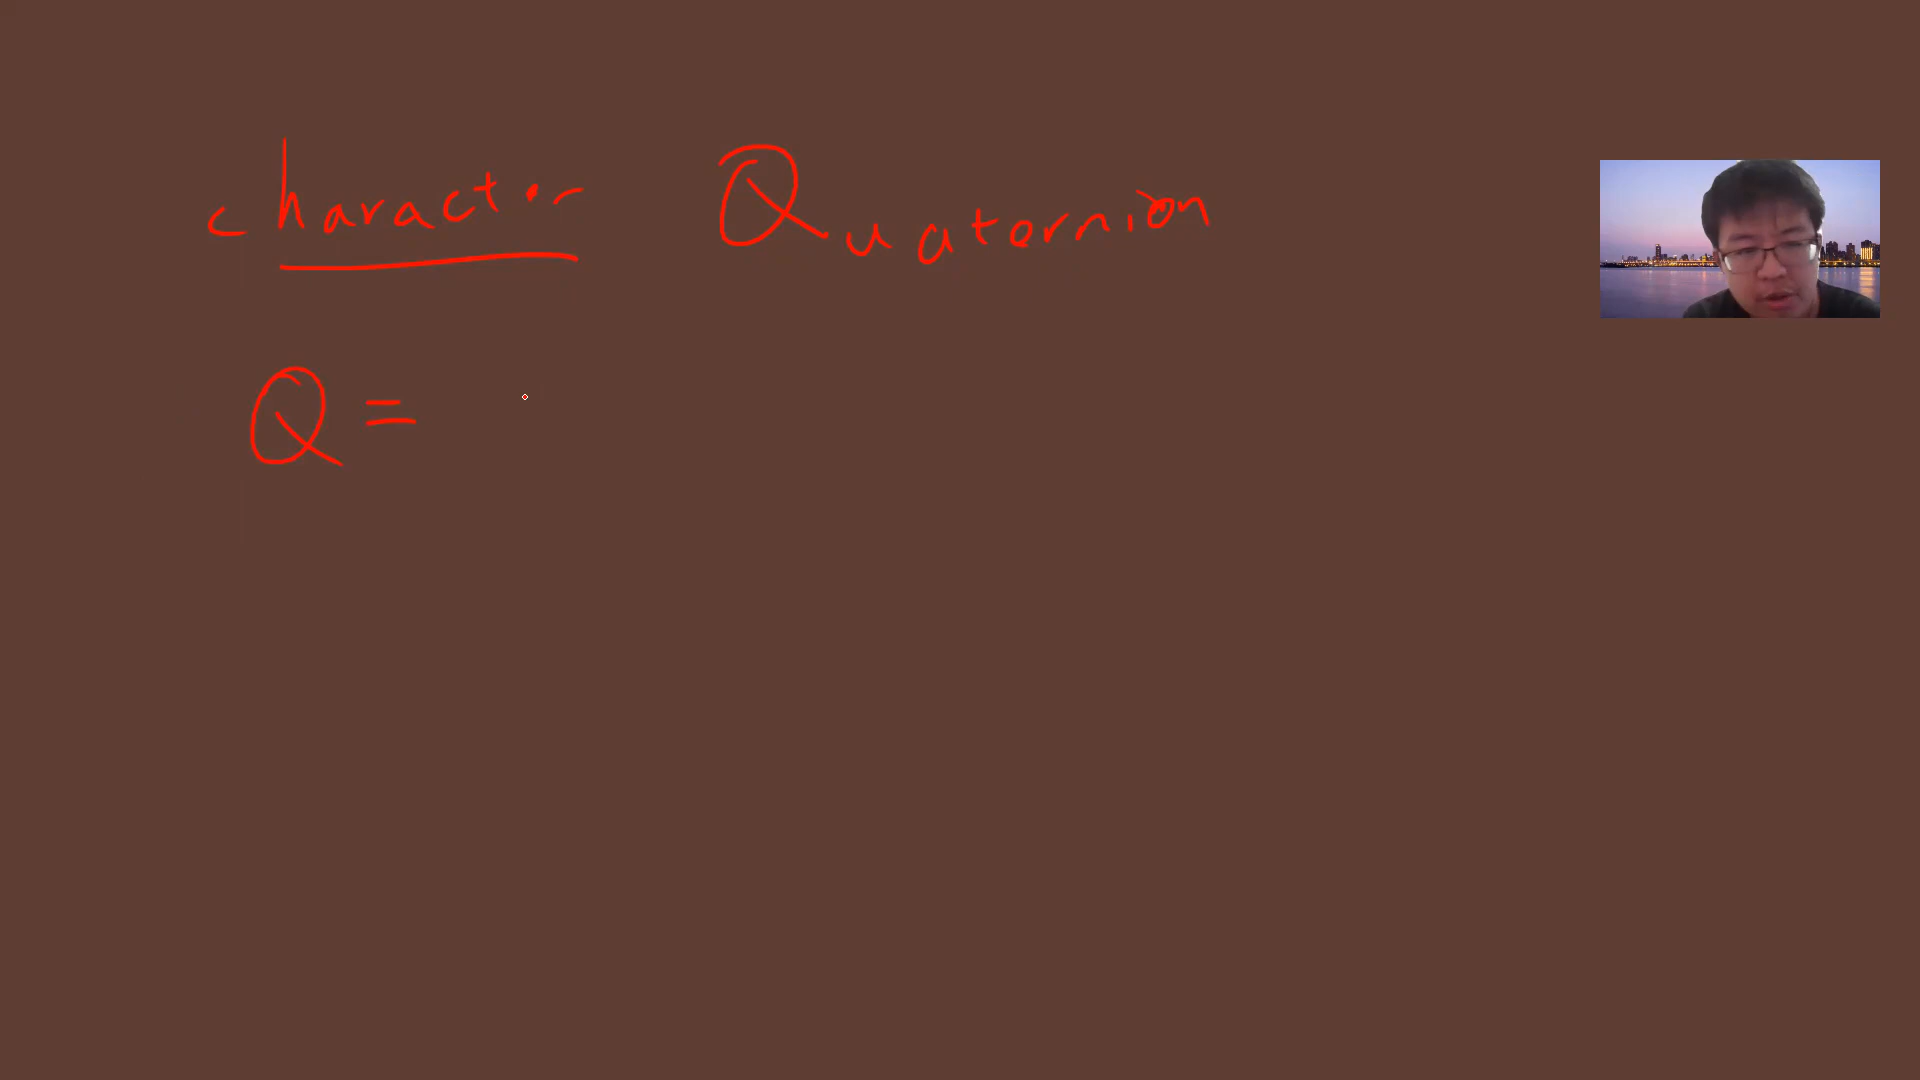 character Quaternion
Q =